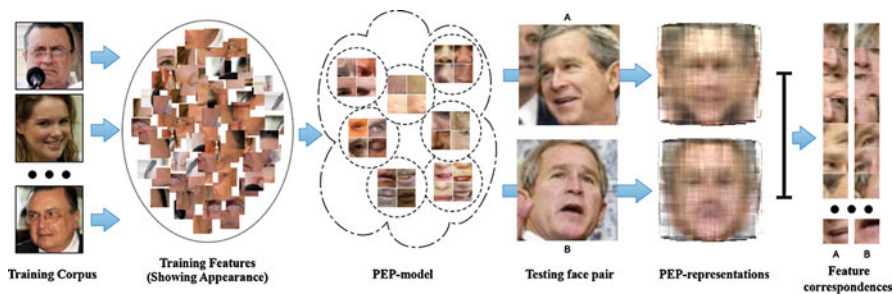 A
B
Training Corpus
Training Features
(Showing Appearance)
PEP-model
Testing face pair
PEP-representations
A B
Feature
correspondences